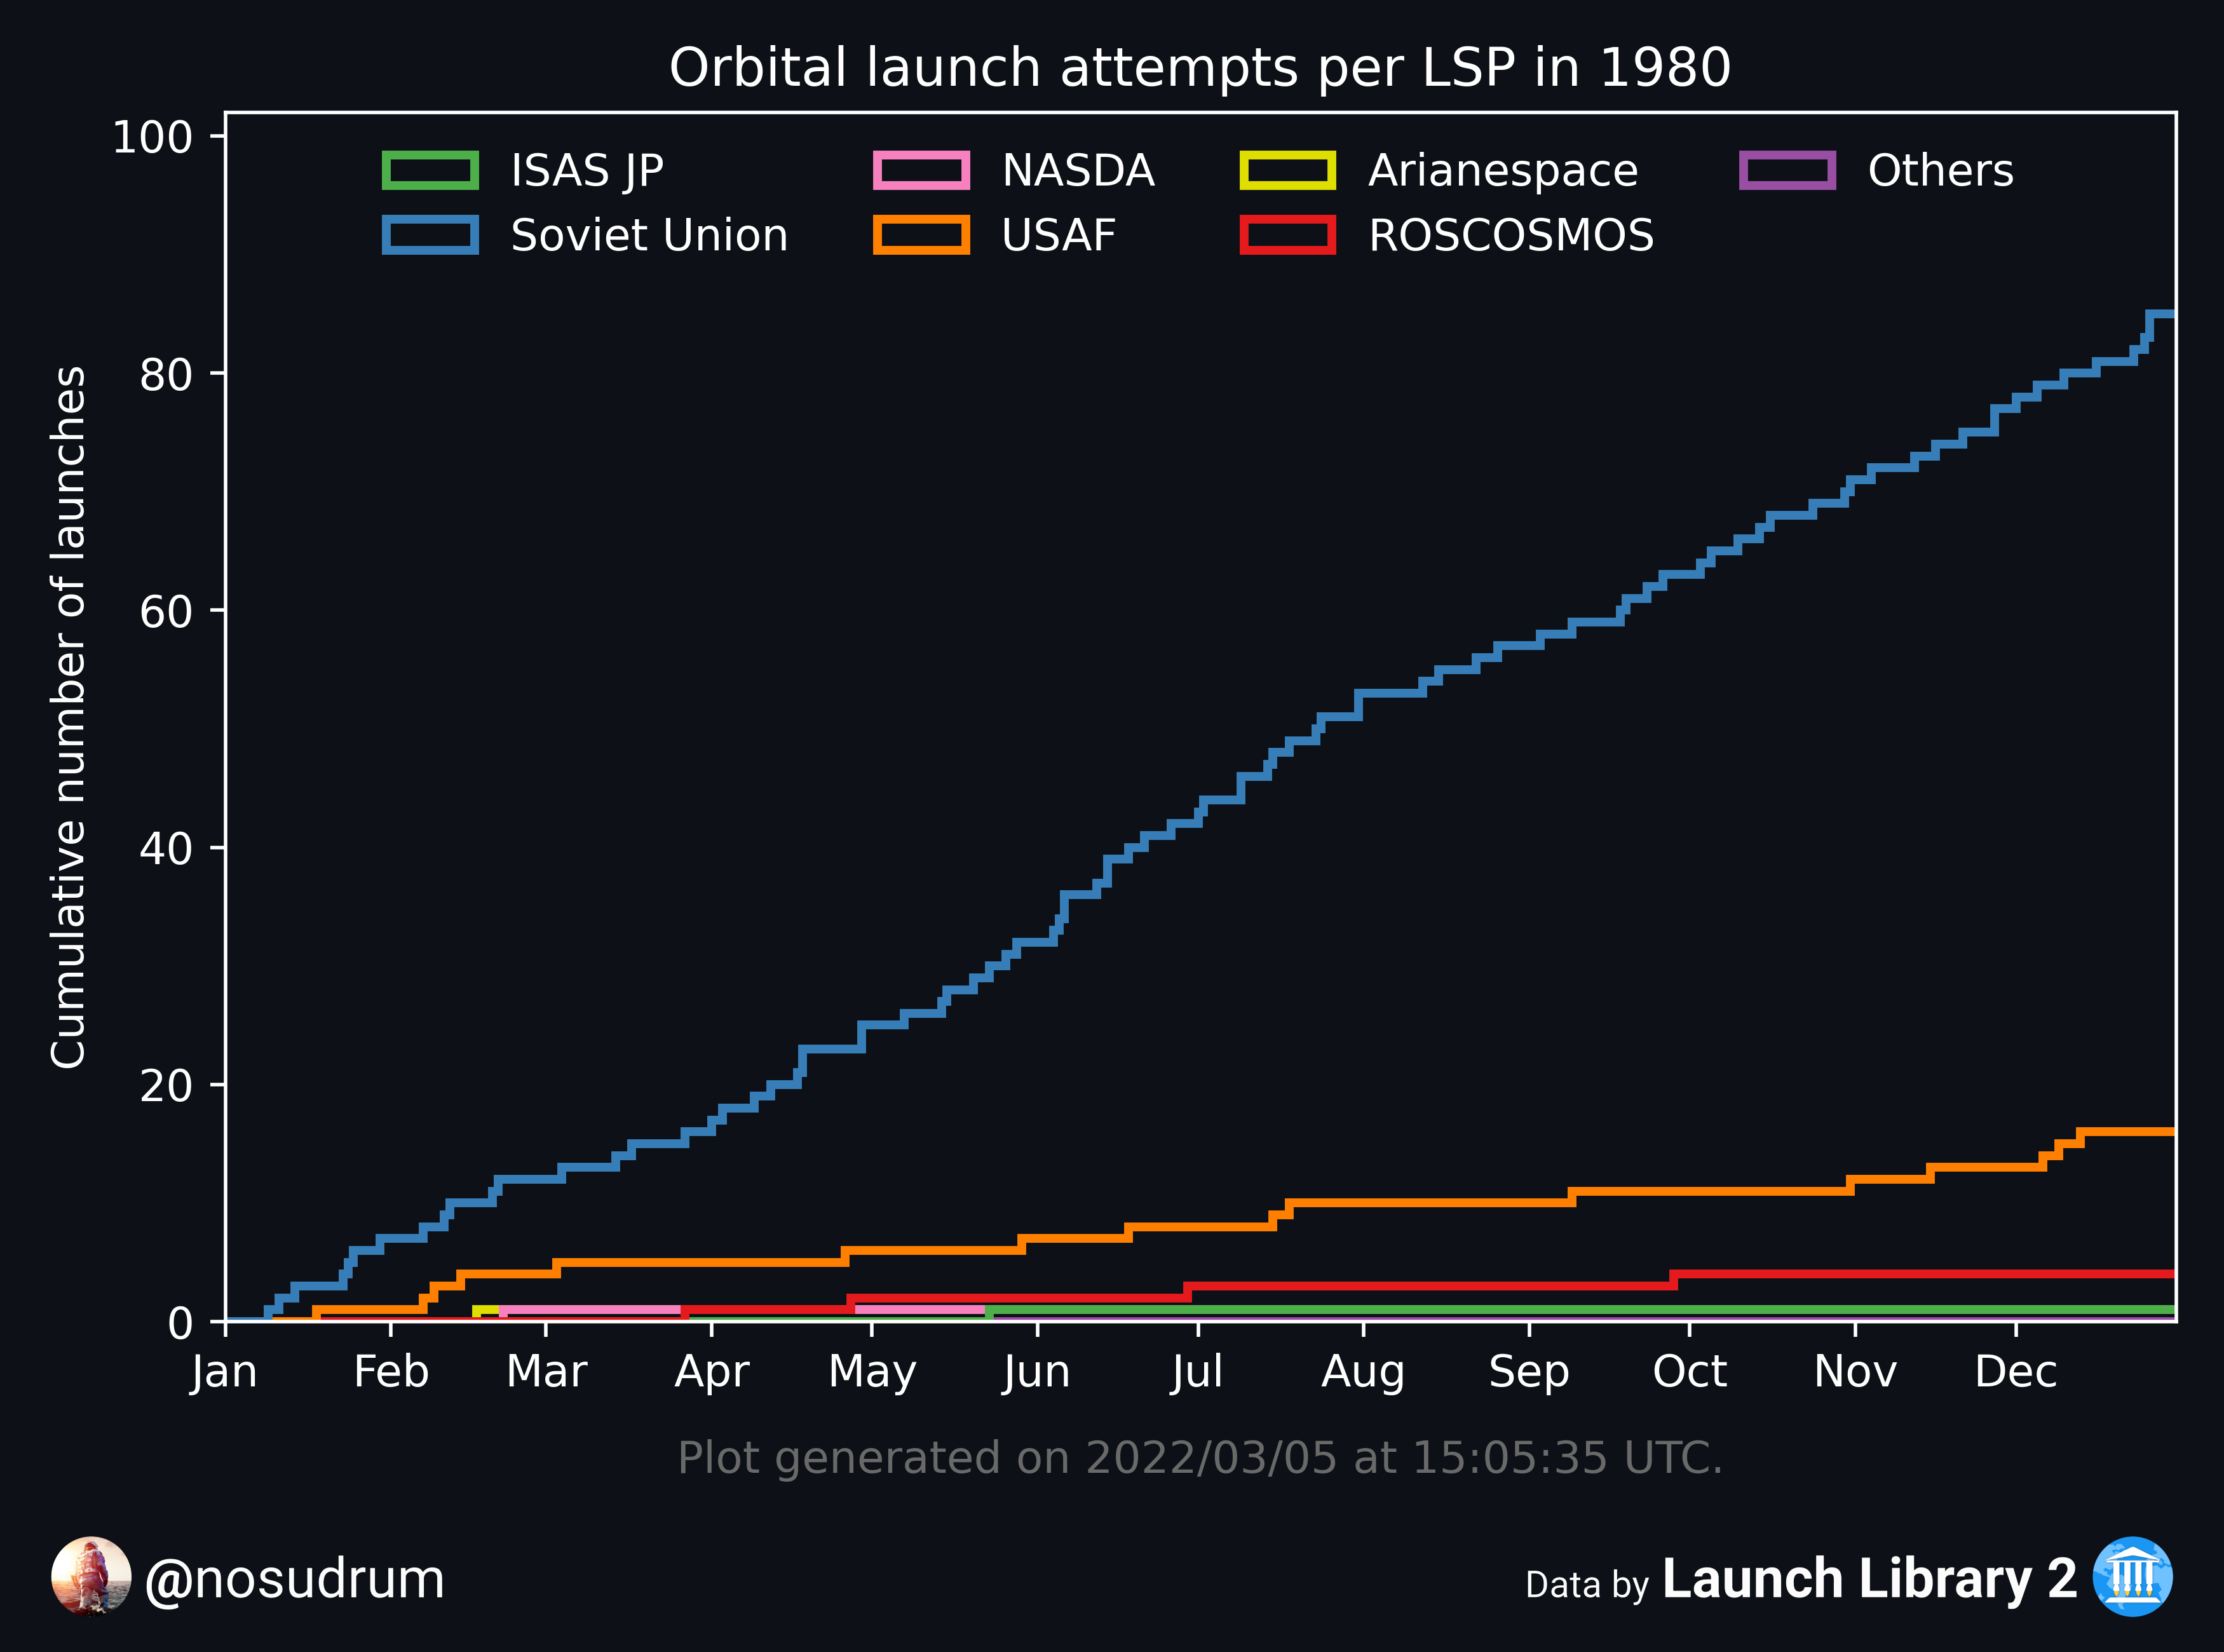 Orbital launch attempts per LSP in 1980
Cumulative number of launches
100
80
60
40
20
0
ISAS JP
Soviet Union
NASDA
USAF
Arianespace
ROSCOSMOS
Others
Jan Feb Mar Apr May Jun Jul Aug Sep Oct Nov Dec
Plot generated on 2022/03/05 at 15:05:35 UTC.
@nosudrum
Data by Launch Library 2